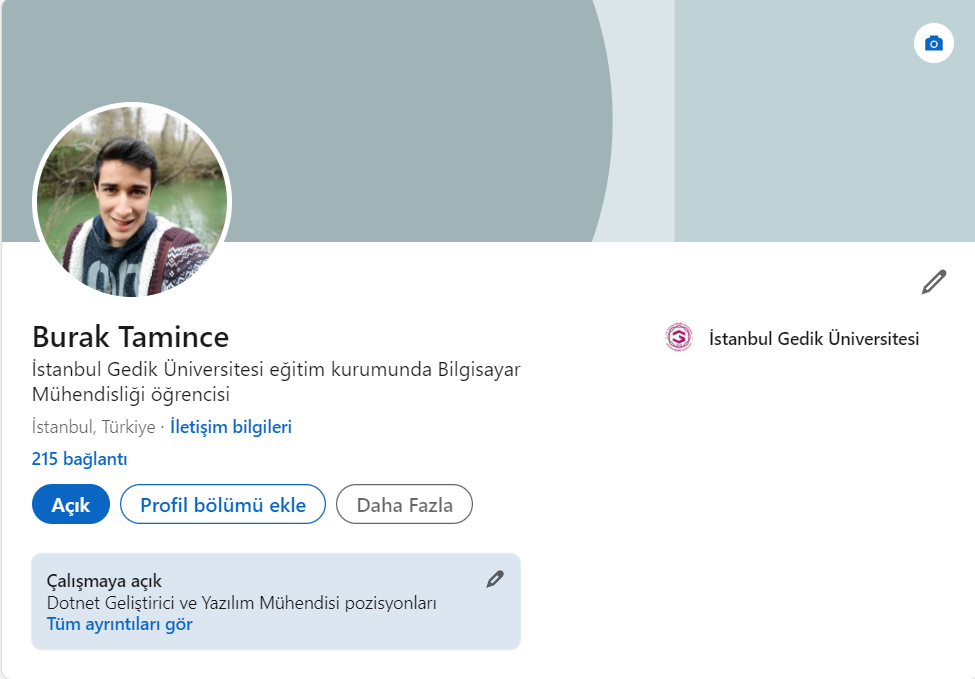 Burak Tamince
İstanbul Gedik Üniversitesi
İstanbul Gedik Üniversitesi eğitim kurumunda Bilgisayar
Mühendisliği öğrencisi
İstanbul, Türkiye · İletişim bilgileri
215 bağlantı
Açık
Profil bölümü ekle
Daha Fazla
Çalışmaya açık
Dotnet Geliştirici ve Yazılım Mühendisi pozisyonları
Tüm ayrıntıları gör